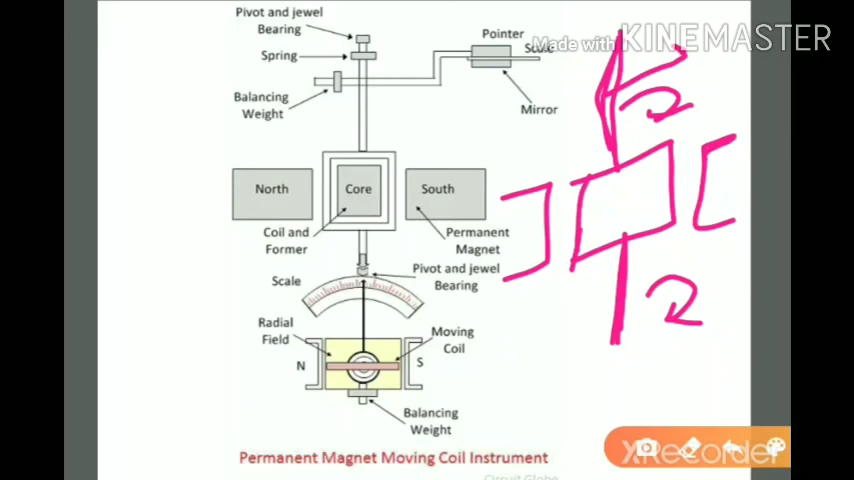 Pivot and jewel
Bearing
Spring
Balancing
Weight
Pointer
Scale
Made with KINEMASTER
Mirror
North
Core
South
Coil and
Former
Permanent
Magnet
Pivot and jewel
Bearing
Scale
Radial
Field
Moving
Coil
N
S
Balancing
Weight
Permanent Magnet Moving Coil Instrument
XRecorder
Circuit Globe